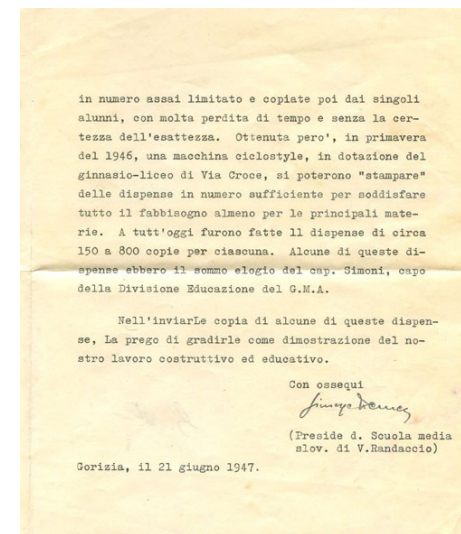 in numero assai limitato e copiate poi dai singoli
alunni, con molta perdita di tempo e senza la cer-
tezza dell'esattezza. Ottenuta pero', in primavera
del 1946, una macchina ciclostyle, in dotazione del
ginnasio-liceo di Via Croce, si poterono "stampare"
delle dispense in numero sufficiente per soddisfare
tutto il fabbisogno almeno per le principali mate-
rie. A tutt'oggi furono fatte ll dispense di circa
150 a 800 copie per ciascuna. Alcune di queste di-
spense ebbero il sommo elogio del cap. Simoni, capo
della Divisione Educazione del G.M.A.
Nell'inviarLe copia di alcune di queste dispen-
se, La prego di gradirle come dimostrazione del no-
stro lavoro costruttivo ed educativo.
Con ossequi
(Preside d. Scuola media
slov. di V.Randaccio)
Gorizia, il 21 giugno 1947.